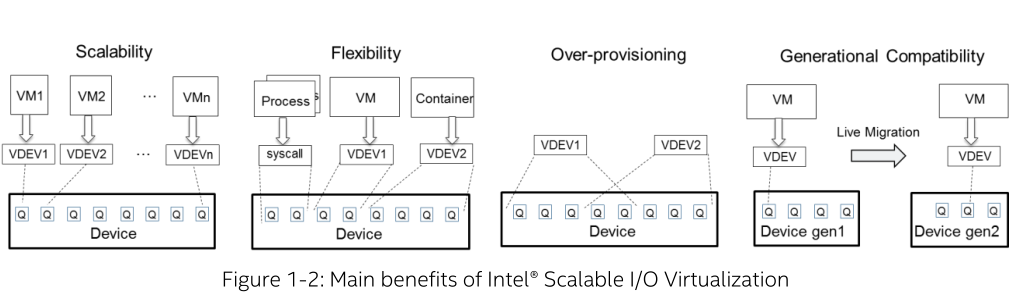 Scalability
VM1 VM2 ... VMn
VDEV1 VDEV2 ... VDEVn
Q Q Q Q Q Q Q Q
Device
Flexibility
Process s VM Container
syscall VDEV1 VDEV2
Q Q Q Q Q Q Q Q
Device
Over-provisioning
VDEV1 VDEV2
Q Q Q Q Q Q Q Q
Device
Generational Compatibility
VM VM
Live Migration
VDEV VDEV
Q Q Q Q Q Q Q
Device gen1 Device gen2
Figure 1-2: Main benefits of Intel® Scalable I/O Virtualization